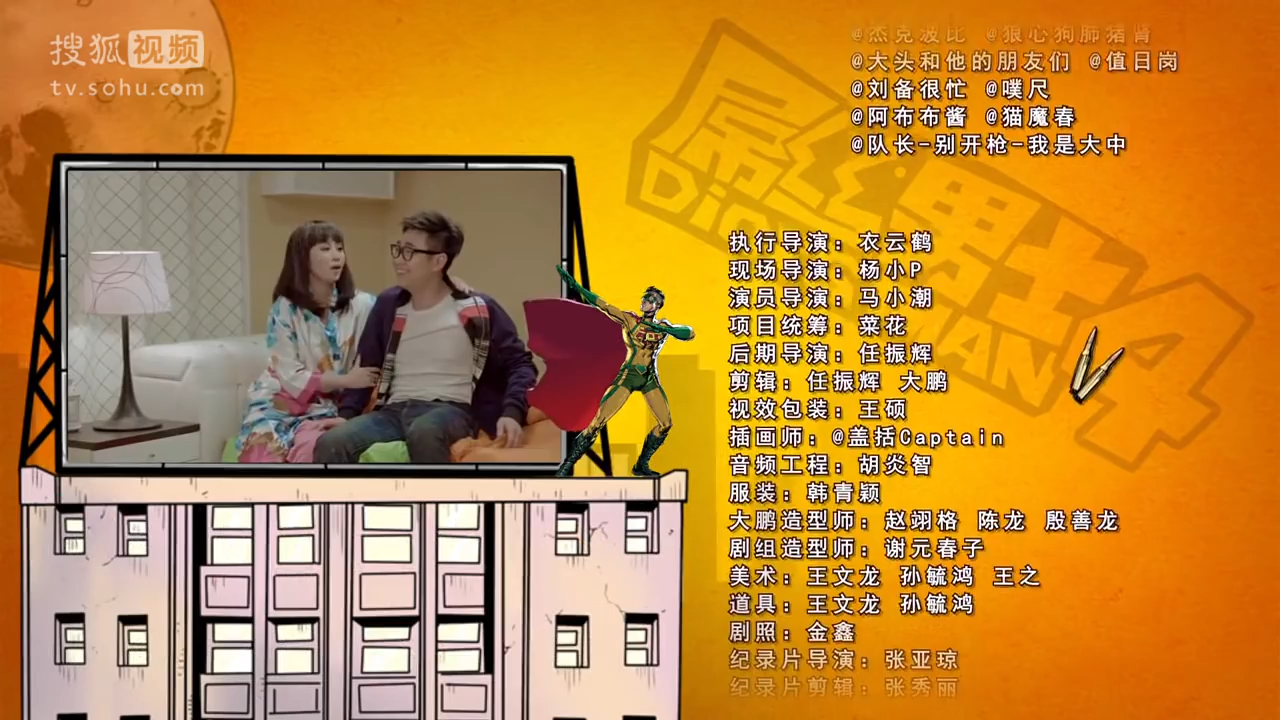 搜狐视频
tv.sohu.com
@杰克波比 @狼心狗肺猪肾
@大头和他的朋友们 @值日岗
@刘备很忙 @噗尺
@阿布布酱 @猫魔春
@队长-别开枪-我是大中
屌丝男士4
执行导演：衣云鹤
现场导演：杨小P
演员导演：马小潮
项目统筹：菜花
后期导演：任振辉
剪辑：任振辉 大鹏
视效包装：王硕
插画师：@盖括Captain
音频工程：胡炎智
服装：韩青颖
大鹏造型师：赵翊格 陈龙 殷善龙
剧组造型师：谢元春子
美术：王文龙 孙毓鸿 王之
道具：王文龙 孙毓鸿
剧照：金鑫
纪录片导演：张亚琼
纪录片剪辑：张秀丽